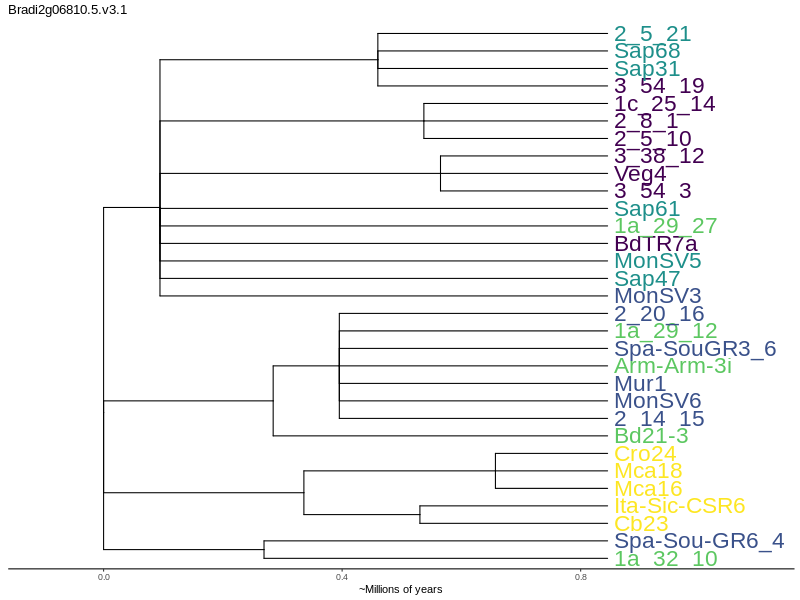 Bradi2g06810.5.v3.1
2_5_21
Sap68
Sap31
3_54_19
1c_25_14
2_8_1
2_5_10
3_38_12
Veg4
3_54_3
Sap61
1a_29_27
BdTR7a
MonSV5
Sap47
MonSV3
2_20_16
1a_29_12
Spa-SouGR3_6
Arm-Arm-3i
Mur1
MonSV6
2_14_15
Bd21-3
Cro24
Mca18
Mca16
Ita-Sic-CSR6
Cb23
Spa-Sou-GR6_4
1a_32_10
0.0 0.4 0.8
~Millions of years